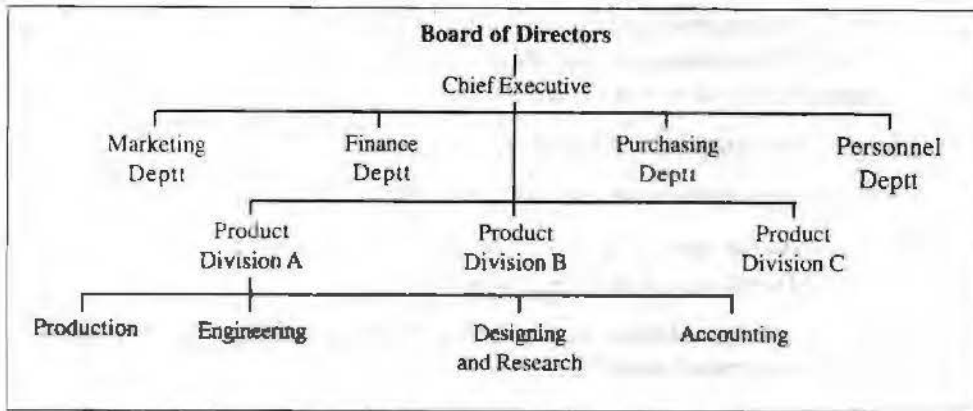 Board of Directors
Chief Executive
Marketing Deptt
Finance Deptt
Purchasing Deptt
Personnel Deptt
Product Division A
Product Division B
Product Division C
Production
Engineering
Designing and Research
Accounting